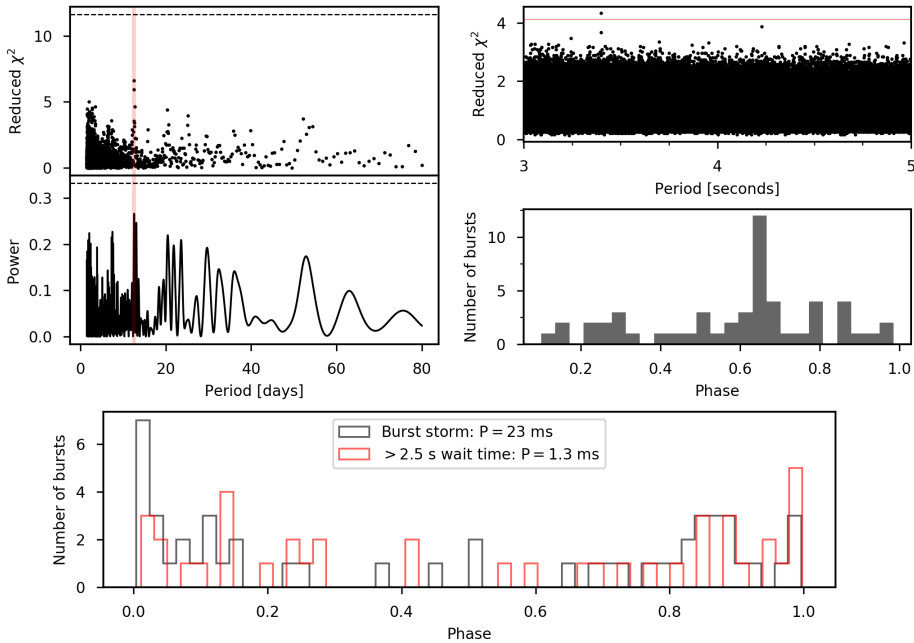 10
5
0
Reduced χ²
0.3
0.2
0.1
0.0
Power
0 20 40 60 80
Period [days]
4
2
0
Reduced χ²
3 4 5
Period [seconds]
10
5
0
Number of bursts
0.2 0.4 0.6 0.8 1.0
Phase
6
4
2
0
Number of bursts
Burst storm: P = 23 ms
> 2.5 s wait time: P = 1.3 ms
0.0 0.2 0.4 0.6 0.8 1.0
Phase